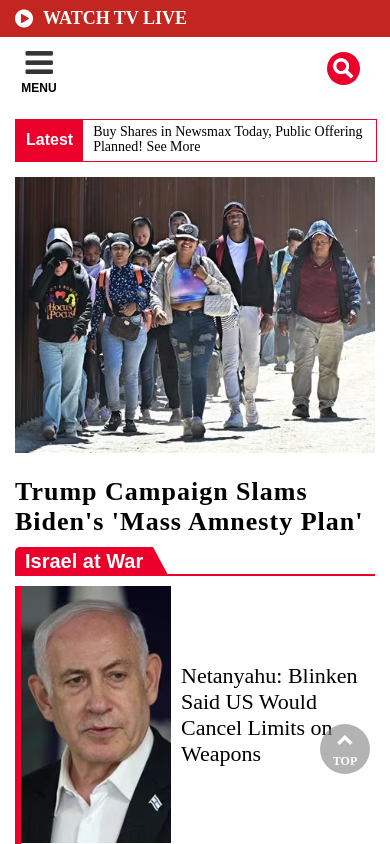 WATCH TV LIVE
MENU
Latest
Buy Shares in Newsmax Today, Public Offering
Planned! See More
HOCUS
POCUS
Trump Campaign Slams
Biden's 'Mass Amnesty Plan'
Israel at War
Netanyahu: Blinken
Said US Would
Cancel Limits on
Weapons
TOP